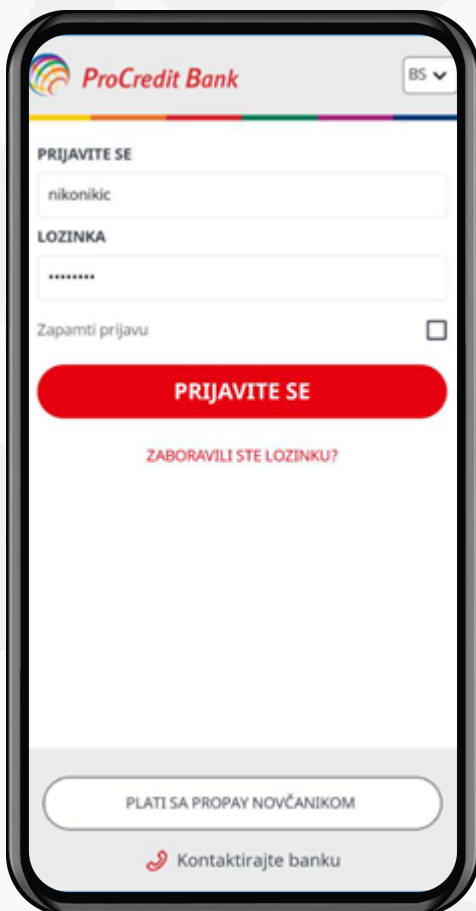 ProCredit Bank
BS
PRIJAVITE SE
nikonikic
LOZINKA
••••••••
Zapamti prijavu
PRIJAVITE SE
ZABORAVILI STE LOZINKU?
PLATI SA PROPAY NOVČANIKOM
Kontaktirajte banku